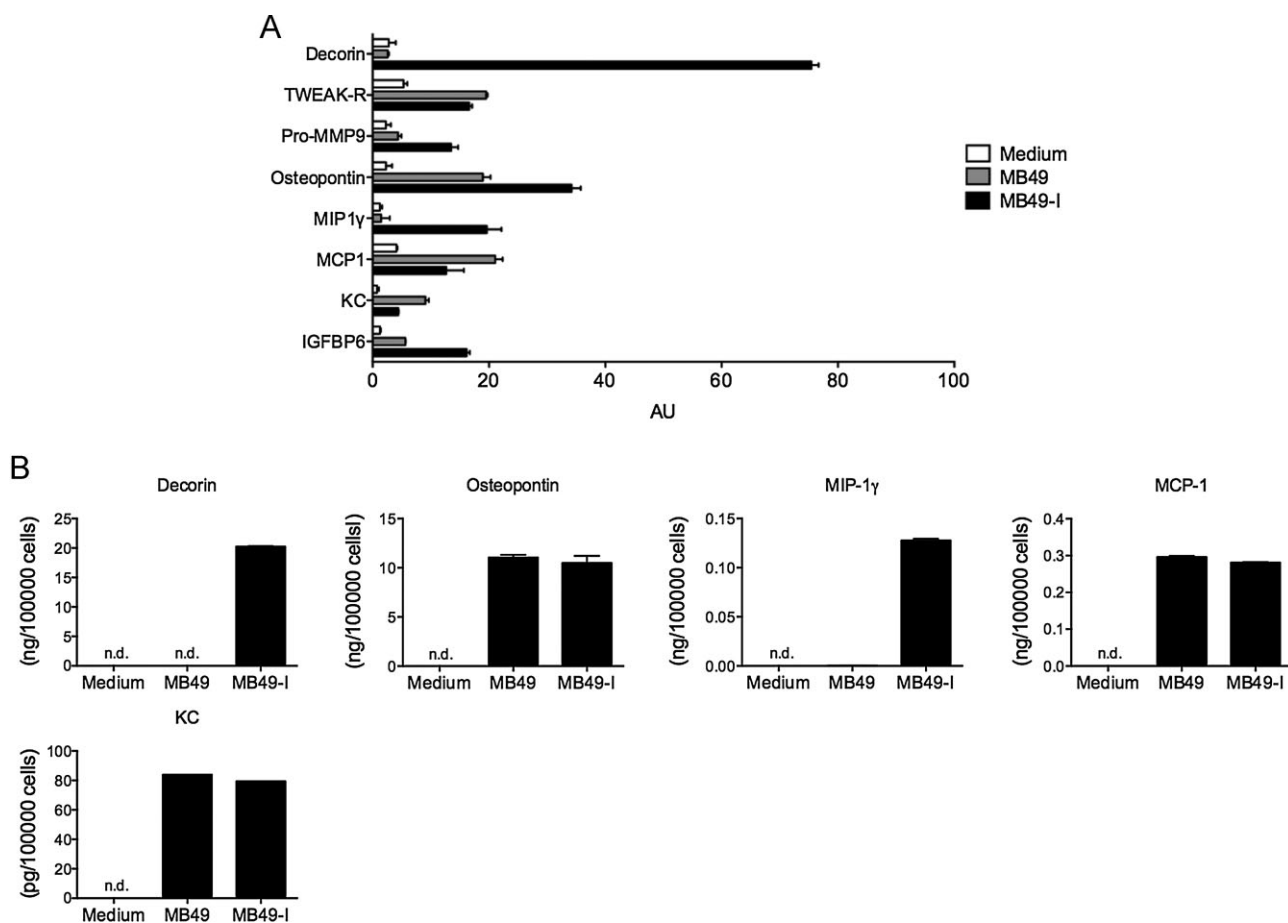 A
Decorin
TWEAK-R
Pro-MMP9
Osteopontin
MIP1γ
MCP1
KC
IGFBP6
0 20 40 60 80 100
AU
Medium
MB49
MB49-I
B
Decorin
(ng/100000 cells)
25
20
15
10
5
0
n.d. n.d.
Medium MB49 MB49-I
Osteopontin
(ng/100000 cellsl)
15
10
5
0
n.d.
Medium MB49 MB49-I
MIP-1γ
(ng/100000 cells)
0.15
0.10
0.05
0.00
n.d.
Medium MB49 MB49-I
MCP-1
(ng/100000 cells)
0.4
0.3
0.2
0.1
0.0
n.d.
Medium MB49 MB49-I
KC
(pg/100000 cells)
100
80
60
40
20
0
n.d.
Medium MB49 MB49-I